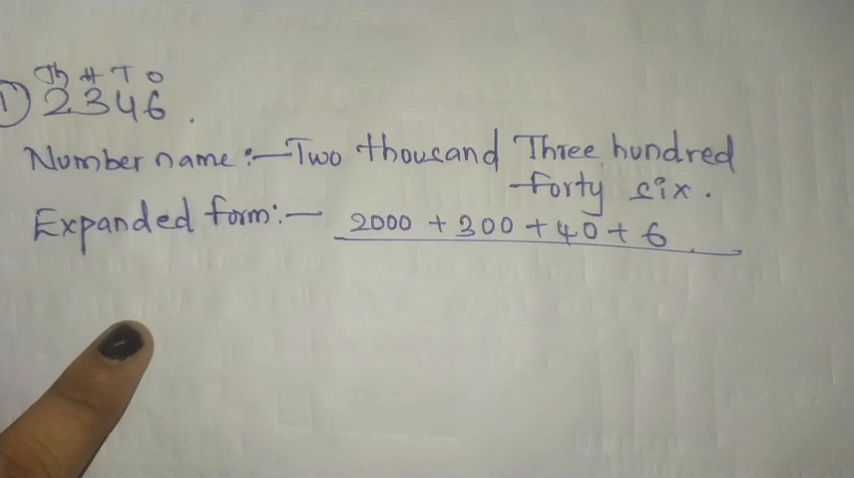 Th H T O
1) 2346.
Number name :- Two thousand Three hundred
forty six.
Expanded form:- 2000 + 300 + 40 + 6